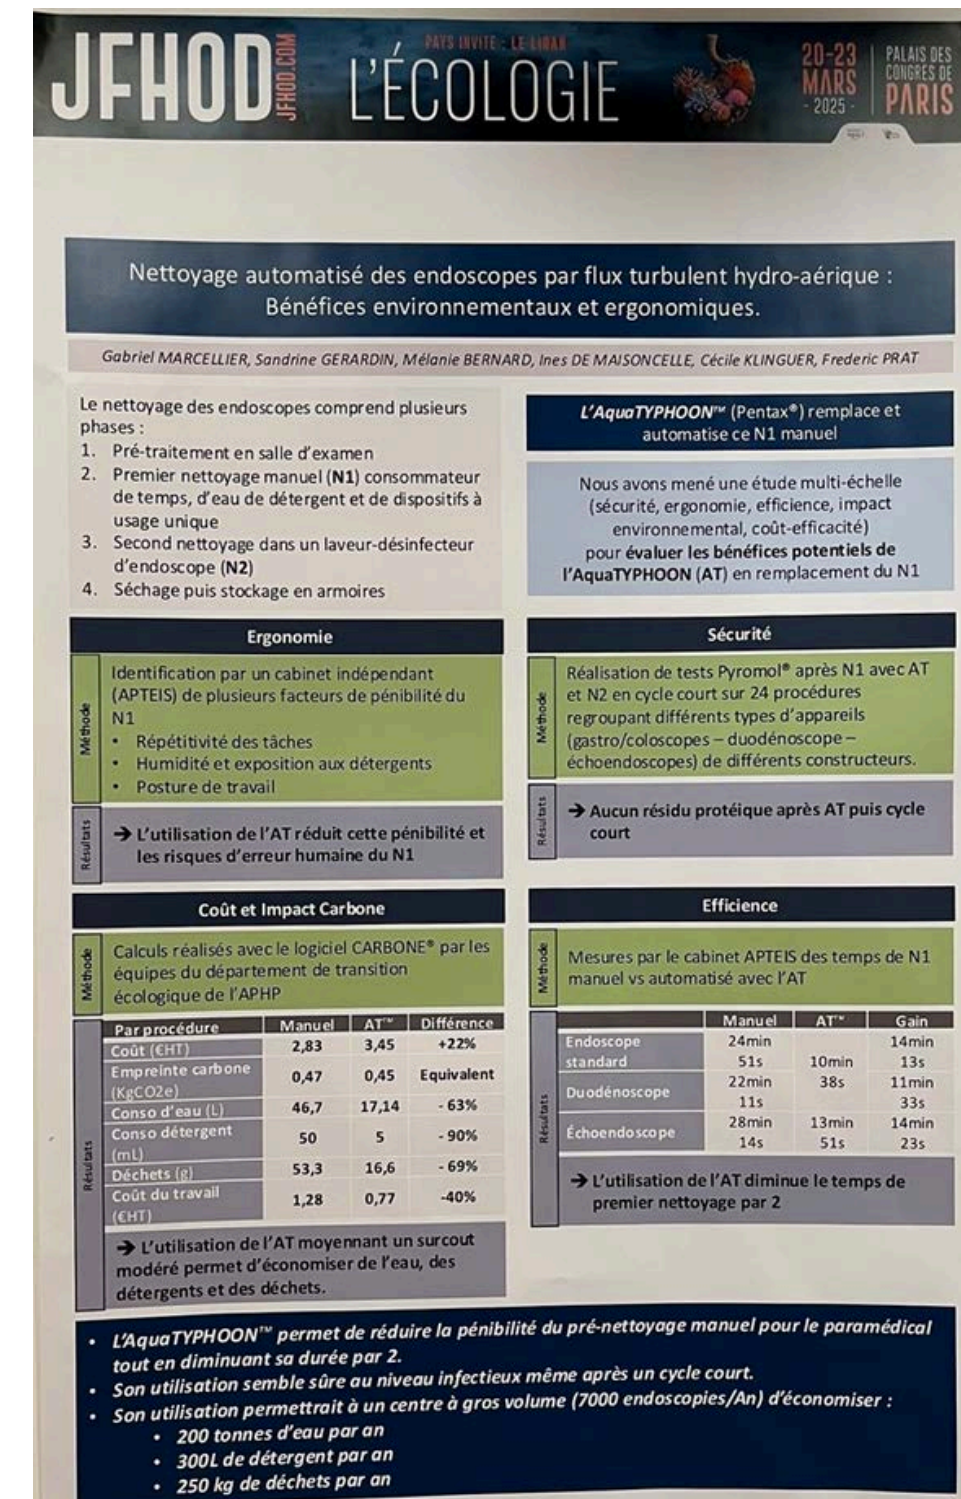 JFHOD
JFHOD.COM
PAYS INVITÉ : LE LIBAN
L'ÉCOLOGIE
20-23
MARS
- 2025 -
PALAIS DES
CONGRÈS DE
PARIS
Nettoyage automatisé des endoscopes par flux turbulent hydro-aérique :
Bénéfices environnementaux et ergonomiques.
Gabriel MARCELLIER, Sandrine GERARDIN, Mélanie BERNARD, Ines DE MAISONCELLE, Cécile KLINGUER, Frederic PRAT
Le nettoyage des endoscopes comprend plusieurs
phases :
1. Pré-traitement en salle d'examen
2. Premier nettoyage manuel (N1) consommateur
de temps, d'eau de détergent et de dispositifs à
usage unique
3. Second nettoyage dans un laveur-désinfecteur
d'endoscope (N2)
4. Séchage puis stockage en armoires
L'AquaTYPHOON™ (Pentax®) remplace et
automatise ce N1 manuel
Nous avons mené une étude multi-échelle
(sécurité, ergonomie, efficience, impact
environnemental, coût-efficacité)
pour évaluer les bénéfices potentiels de
l'AquaTYPHOON (AT) en remplacement du N1
Ergonomie
Méthode
Identification par un cabinet indépendant
(APTEIS) de plusieurs facteurs de pénibilité du
N1
• Répétitivité des tâches
• Humidité et exposition aux détergents
• Posture de travail
Résultats
→ L'utilisation de l'AT réduit cette pénibilité et
les risques d'erreur humaine du N1
Sécurité
Méthode
Réalisation de tests Pyromol® après N1 avec AT
et N2 en cycle court sur 24 procédures
regroupant différents types d'appareils
(gastro/coloscopes – duodénoscope –
échoendoscopes) de différents constructeurs.
Résultats
→ Aucun résidu protéique après AT puis cycle
court
Coût et Impact Carbone
Méthode
Calculs réalisés avec le logiciel CARBONE® par les
équipes du département de transition
écologique de l'APHP
Résultats
Par procédure Manuel AT™ Différence
Coût (€HT) 2,83 3,45 +22%
Empreinte carbone
(KgCO2e) 0,47 0,45 Equivalent
Conso d'eau (L) 46,7 17,14 - 63%
Conso détergent
(mL) 50 5 - 90%
Déchets (g) 53,3 16,6 - 69%
Coût du travail
(€HT) 1,28 0,77 -40%
→ L'utilisation de l'AT moyennant un surcout
modéré permet d'économiser de l'eau, des
détergents et des déchets.
Efficience
Méthode
Mesures par le cabinet APTEIS des temps de N1
manuel vs automatisé avec l'AT
Résultats
Manuel AT™ Gain
Endoscope 24min 14min
standard 51s 10min 13s
Duodénoscope 22min 38s 11min
11s 33s
Échoendoscope 28min 13min 14min
14s 51s 23s
→ L'utilisation de l'AT diminue le temps de
premier nettoyage par 2
• L'AquaTYPHOON™ permet de réduire la pénibilité du pré-nettoyage manuel pour le paramédical
tout en diminuant sa durée par 2.
• Son utilisation semble sûre au niveau infectieux même après un cycle court.
• Son utilisation permettrait à un centre à gros volume (7000 endoscopies/An) d'économiser :
• 200 tonnes d'eau par an
• 300L de détergent par an
• 250 kg de déchets par an